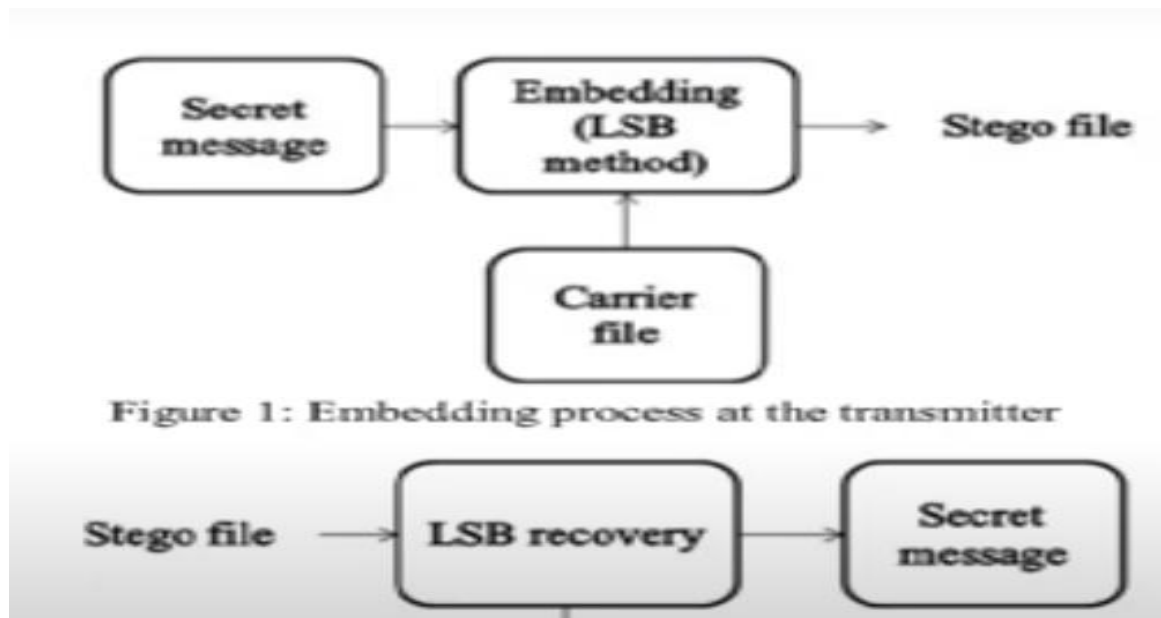 Secret
message
Embedding
(LSB
method)
Stego file
Carrier
file
Figure 1: Embedding process at the transmitter
Stego file
LSB recovery
Secret
message